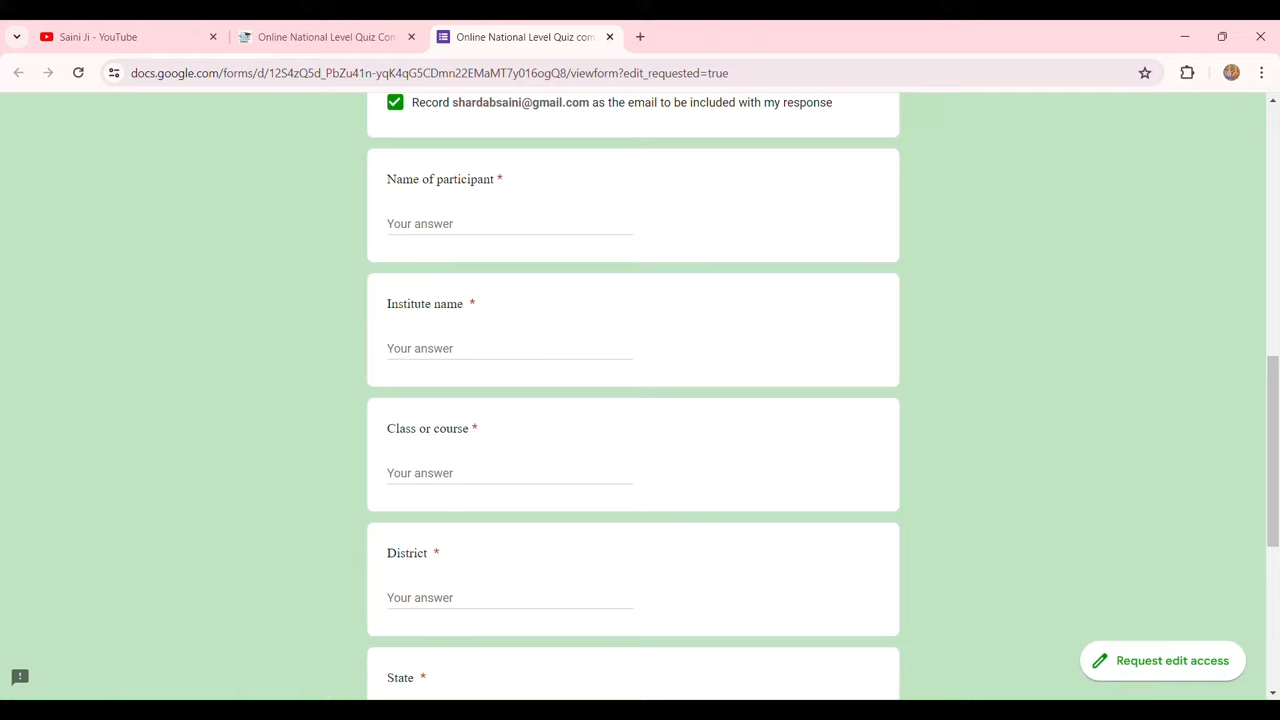 Saini Ji - YouTube
Online National Level Quiz Con
Online National Level Quiz com
docs.google.com/forms/d/12S4zQ5d_PbZu41n-yqK4qG5CDmn22EMaMT7y016ogQ8/viewform?edit_requested=true
Record shardabsaini@gmail.com as the email to be included with my response
Name of participant *
Your answer
Institute name *
Your answer
Class or course *
Your answer
District *
Your answer
State *
Request edit access